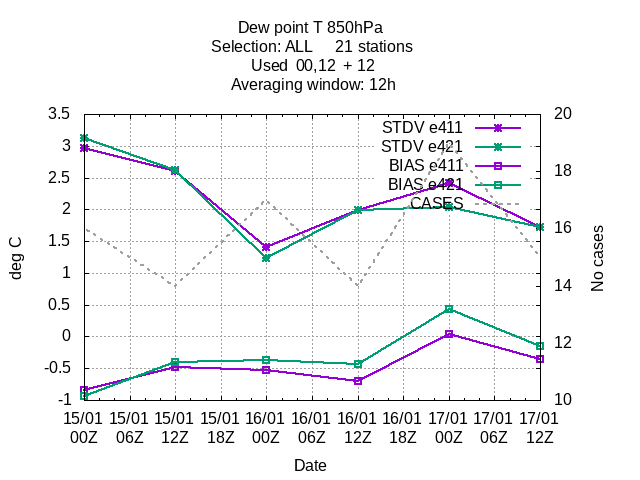 Dew point T 850hPa
Selection: ALL 21 stations
Used 00,12 + 12
Averaging window: 12h
3.5
3
2.5
2
1.5
1
0.5
0
-0.5
-1
deg C
STDV e411
STDV e421
BIAS e411
BIAS e421
CASES
20
18
16
14
12
10
No cases
15/01 15/01 15/01 15/01 16/01 16/01 16/01 16/01 17/01 17/01 17/01
00Z 06Z 12Z 18Z 00Z 06Z 12Z 18Z 00Z 06Z 12Z
Date